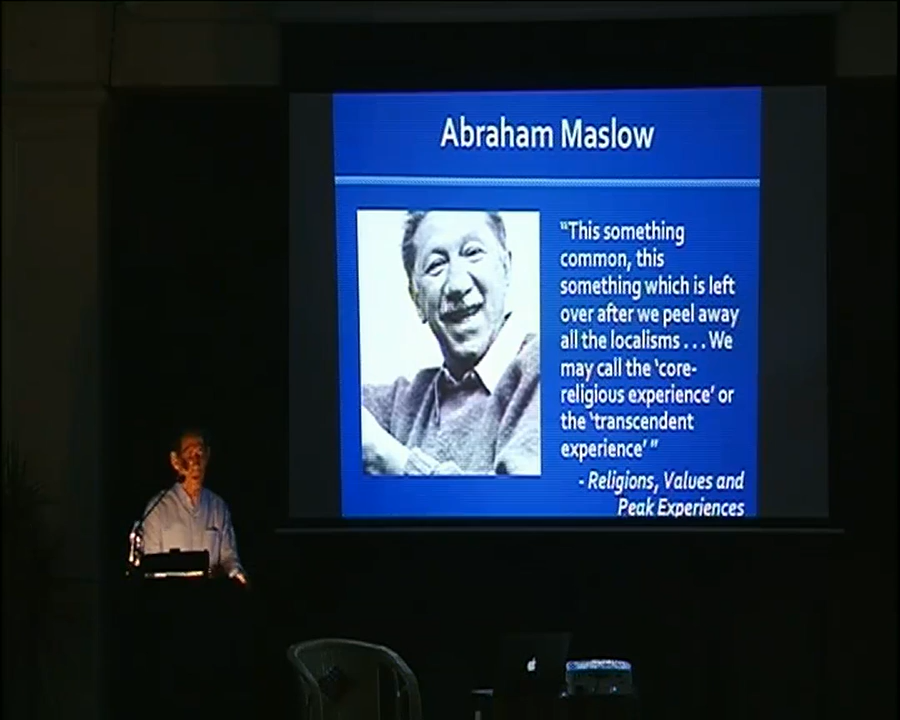 Abraham Maslow
“This something
common, this
something which is left
over after we peel away
all the localisms . . . We
may call the ‘core-
religious experience’ or
the ‘transcendent
experience’ ”
- Religions, Values and
Peak Experiences